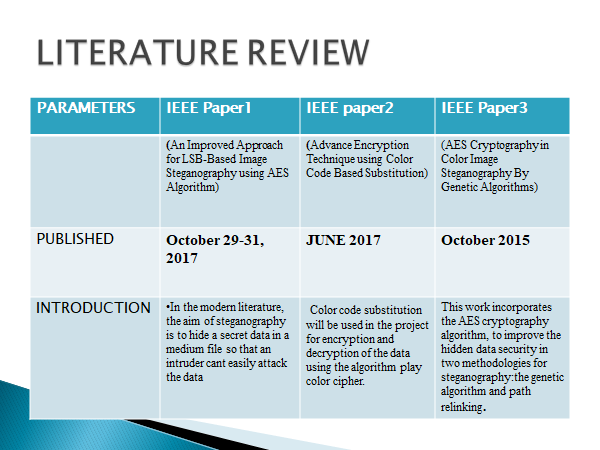 LITERATURE REVIEW
PARAMETERS IEEE Paper1 IEEE paper2 IEEE Paper3
(An Improved Approach
for LSB-Based Image
Steganography using AES
Algorithm)
(Advance Encryption
Technique using Color
Code Based Substitution)
(AES Cryptography in
Color Image
Steganography By
Genetic Algorithms)
PUBLISHED
October 29-31,
2017
JUNE 2017
October 2015
INTRODUCTION
•In the modern literature,
the aim of steganography
is to hide a secret data in a
medium file so that an
intruder cant easily attack
the data
Color code substitution
will be used in the project
for encryption and
decryption of the data
using the algorithm play
color cipher.
This work incorporates
the AES cryptography
algorithm, to improve the
hidden data security in
two methodologies for
steganography:the genetic
algorithm and path
relinking.